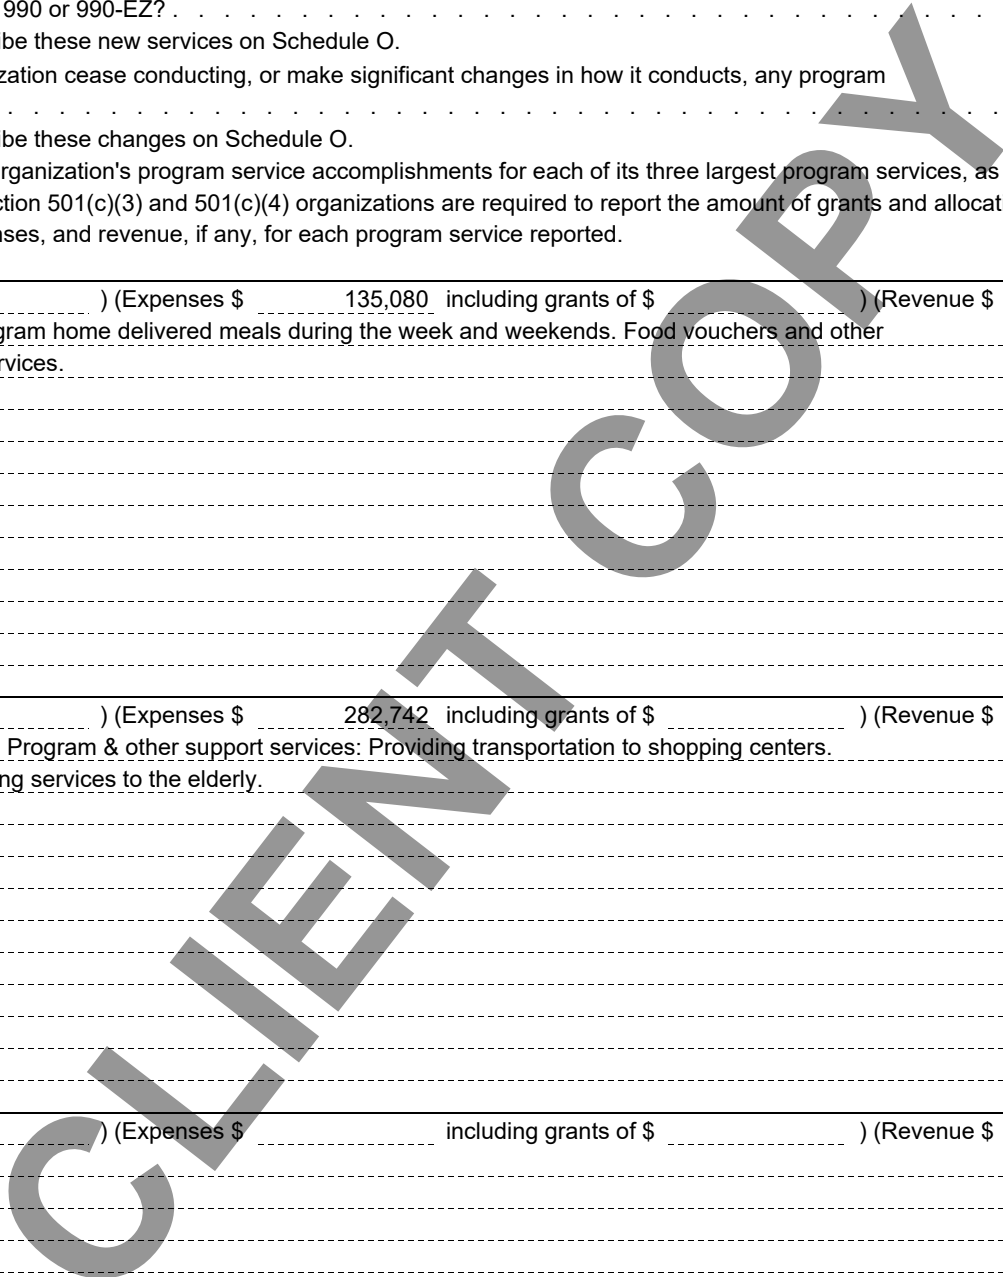 990 or 990-EZ? . . . . . . . . . . . . . . . . . . . . . . . . . . . . . . . . . .
ibe these new services on Schedule O.
zation cease conducting, or make significant changes in how it conducts, any program
. . . . . . . . . . . . . . . . . . . . . . . . . . . . . . . . . . . . . . . . . .
ibe these changes on Schedule O.
rganization's program service accomplishments for each of its three largest program services, as
ction 501(c)(3) and 501(c)(4) organizations are required to report the amount of grants and allocati
nses, and revenue, if any, for each program service reported.
) (Expenses $ 135,080 including grants of $ ) (Revenue $
gram home delivered meals during the week and weekends. Food vouchers and other
rvices.
) (Expenses $ 282,742 including grants of $ ) (Revenue $
Program & other support services: Providing transportation to shopping centers.
ng services to the elderly.
) (Expenses $ including grants of $ ) (Revenue $
CLIENT COPY